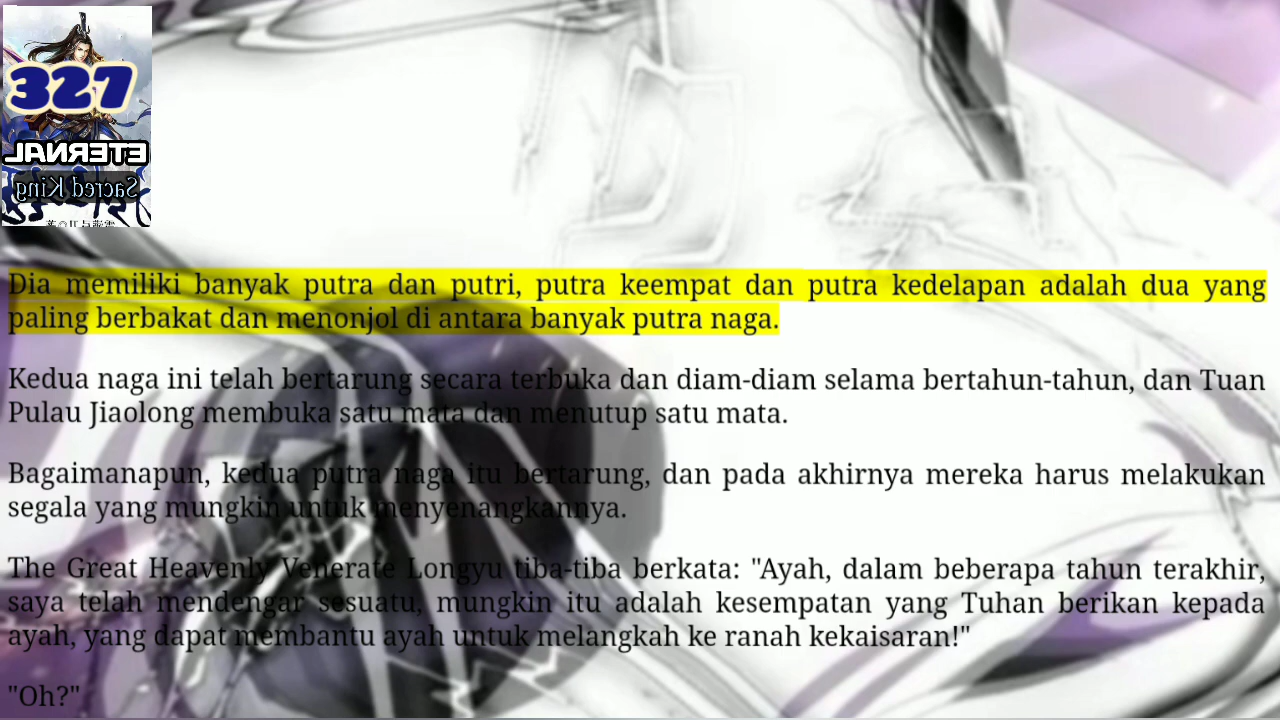 327
ETERNAL
Sacred King
Dia memiliki banyak putra dan putri, putra keempat dan putra kedelapan adalah dua yang
paling berbakat dan menonjol di antara banyak putra naga.
Kedua naga ini telah bertarung secara terbuka dan diam-diam selama bertahun-tahun, dan Tuan
Pulau Jiaolong membuka satu mata dan menutup satu mata.
Bagaimanapun, kedua putra naga itu bertarung, dan pada akhirnya mereka harus melakukan
segala yang mungkin untuk menyenangkannya.
The Great Heavenly Venerate Longyu tiba-tiba berkata: "Ayah, dalam beberapa tahun terakhir,
saya telah mendengar sesuatu, mungkin itu adalah kesempatan yang Tuhan berikan kepada
ayah, yang dapat membantu ayah untuk melangkah ke ranah kekaisaran!"
"Oh?"